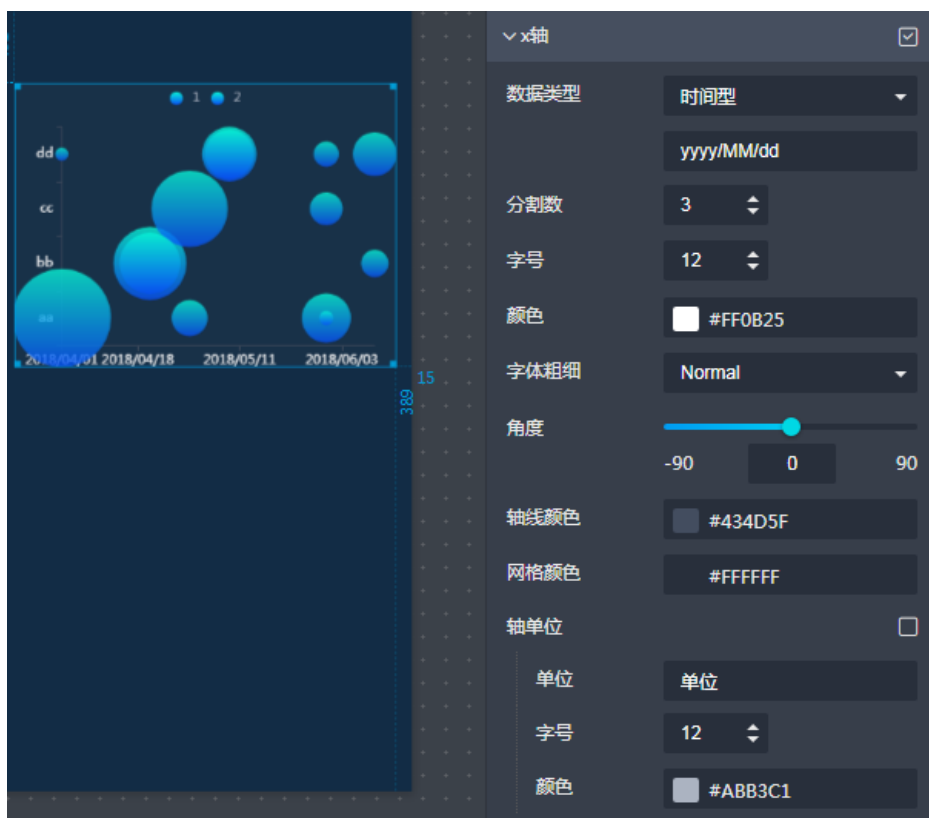 1 2
dd
cc
bb
aa
2018/04/01 2018/04/18 2018/05/11 2018/06/03
15
389
x轴
数据类型 时间型
yyyy/MM/dd
分割数 3
字号 12
颜色 #FF0B25
字体粗细 Normal
角度
-90 0 90
轴线颜色 #434D5F
网格颜色 #FFFFFF
轴单位
单位 单位
字号 12
颜色 #ABB3C1